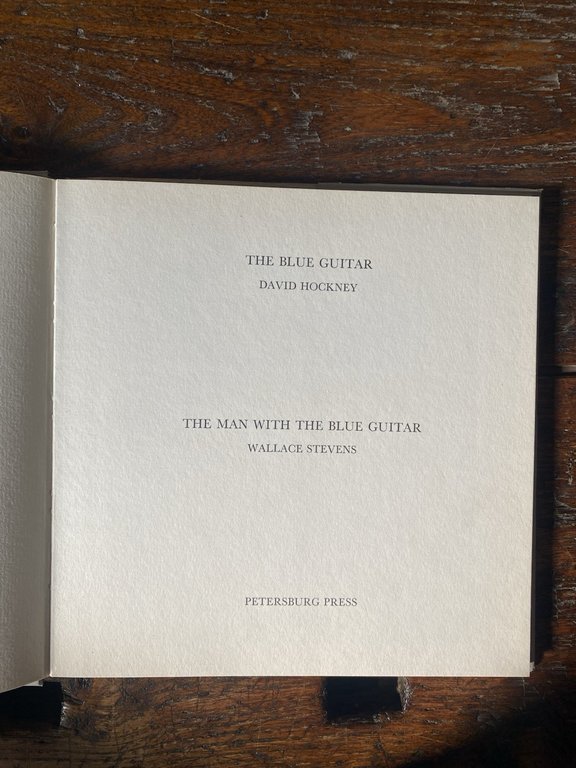 THE BLUE GUITAR
DAVID HOCKNEY
THE MAN WITH THE BLUE GUITAR
WALLACE STEVENS
PETERSBURG PRESS